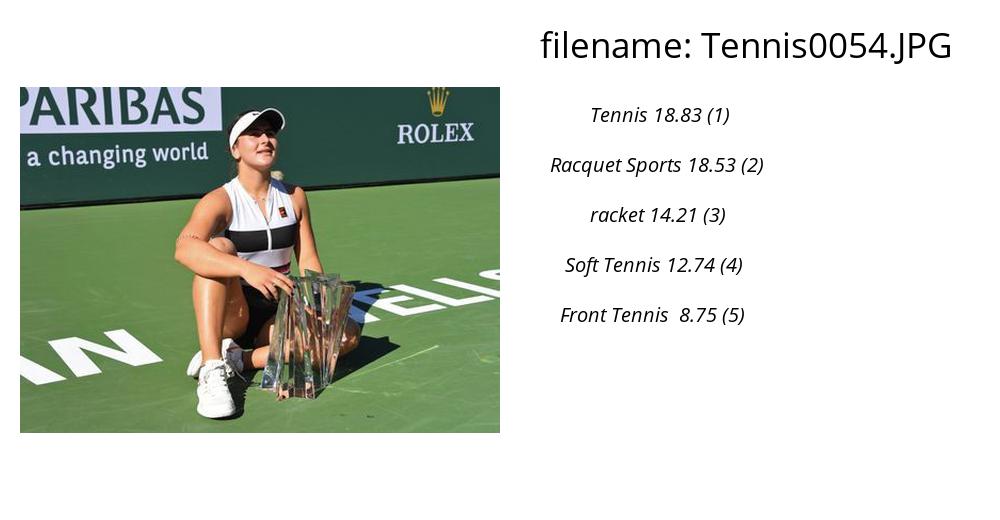 filename: Tennis0054.JPG
PARIBAS
a changing world
ROLEX
Tennis 18.83 (1)
Racquet Sports 18.53 (2)
racket 14.21 (3)
Soft Tennis 12.74 (4)
Front Tennis 8.75 (5)
AN WELLS